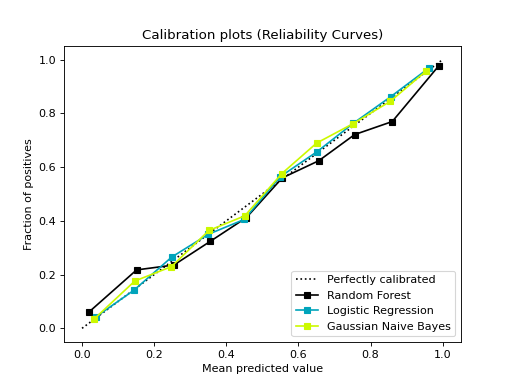 Calibration plots (Reliability Curves)
1.0
0.8
0.6
0.4
0.2
0.0
Fraction of positives
Perfectly calibrated
Random Forest
Logistic Regression
Gaussian Naive Bayes
0.0 0.2 0.4 0.6 0.8 1.0
Mean predicted value